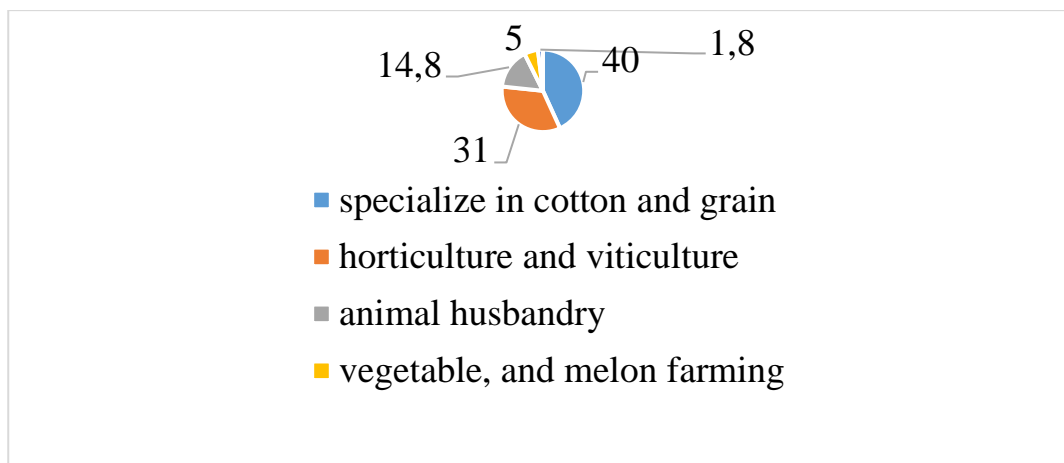 5
1,8
14,8
40
31
specialize in cotton and grain
horticulture and viticulture
animal husbandry
vegetable, and melon farming